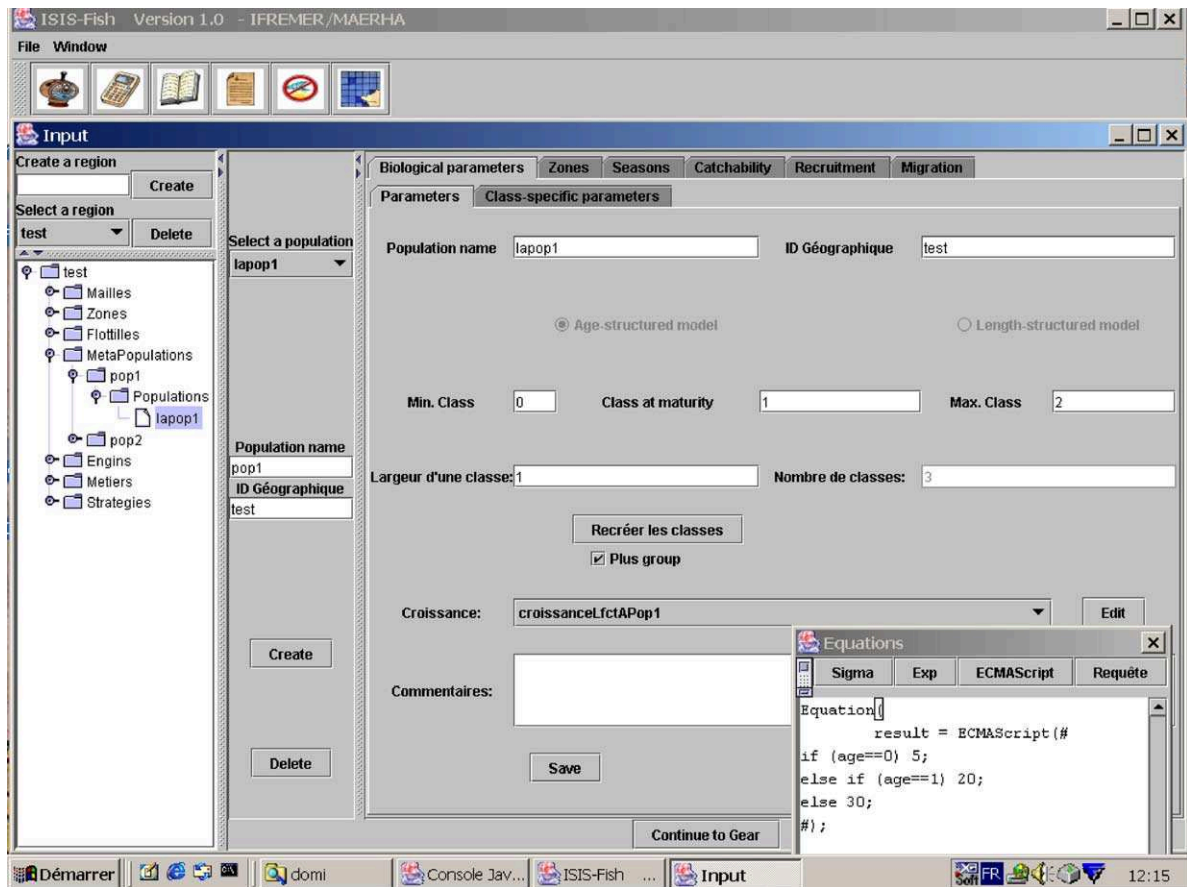 ISIS-Fish Version 1.0 - IFREMER/MAERHA
File Window
Input
Create a region
Create
Select a region
test
Delete
test
Mailles
Zones
Flottilles
MetaPopulations
pop1
Populations
lapop1
pop2
Engins
Metiers
Strategies
Select a population
lapop1
Population name
pop1
ID Géographique
test
Create
Delete
Biological parameters Zones Seasons Catchability Recruitment Migration
Parameters Class-specific parameters
Population name lapop1 ID Géographique test
Age-structured model Length-structured model
Min. Class 0 Class at maturity 1 Max. Class 2
Largeur d'une classe: 1 Nombre de classes: 3
Recréer les classes
Plus group
Croissance: croissanceLfctAPop1 Edit
Commentaires:
Save
Continue to Gear
Equations
Sigma Exp ECMAScript Requête
Equation(
result = ECMAScript(#
if (age==0) 5;
else if (age==1) 20;
else 30;
#);
Démarrer domi Console Jav... ISIS-Fish ... Input FR 12:15